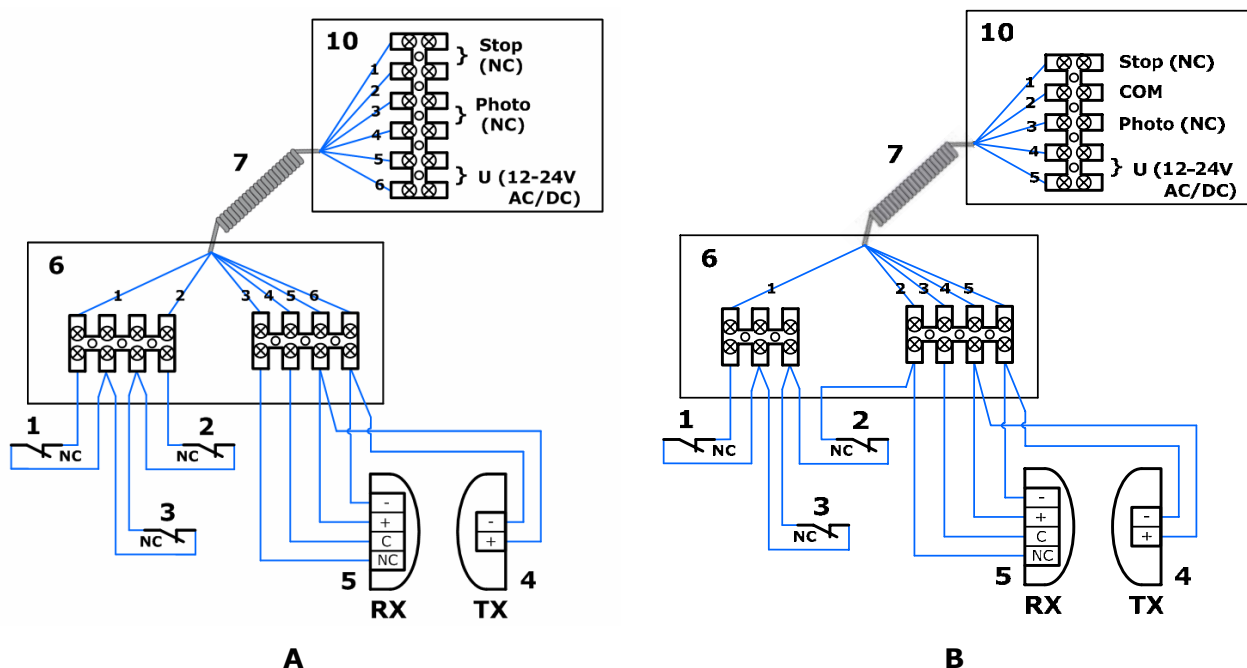 10
Stop
(NC)
1
2
Photo
(NC)
3
4
5
U (12-24V
AC/DC)
6
7
6
1
2
3
4
5
6
1
NC
2
NC
3
NC
-
+
C
NC
-
+
5
4
RX
TX
A
10
Stop (NC)
1
COM
2
Photo (NC)
3
4
U (12-24V
AC/DC)
5
7
6
1
2
3
4
5
1
NC
2
NC
3
NC
-
+
C
NC
-
+
5
4
RX
TX
B